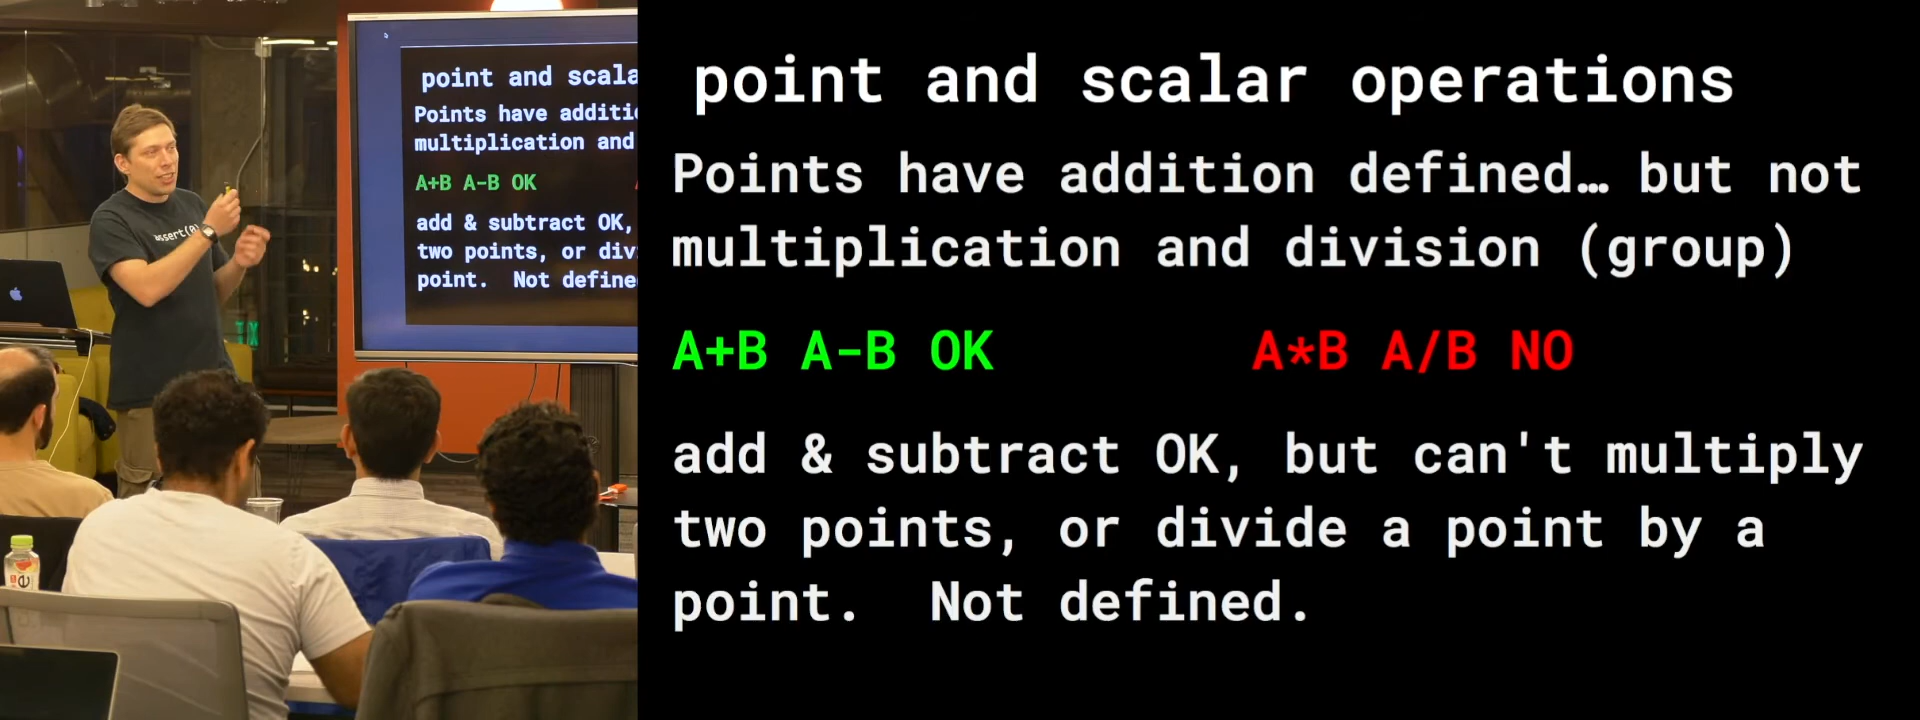 point and scala
Points have additi
multiplication and
A+B A-B OK
add & subtract OK,
two points, or div
point.  Not define
assert(0)
point and scalar operations
Points have addition defined… but not
multiplication and division (group)
A+B A-B OK A*B A/B NO
add & subtract OK, but can't multiply
two points, or divide a point by a
point.  Not defined.